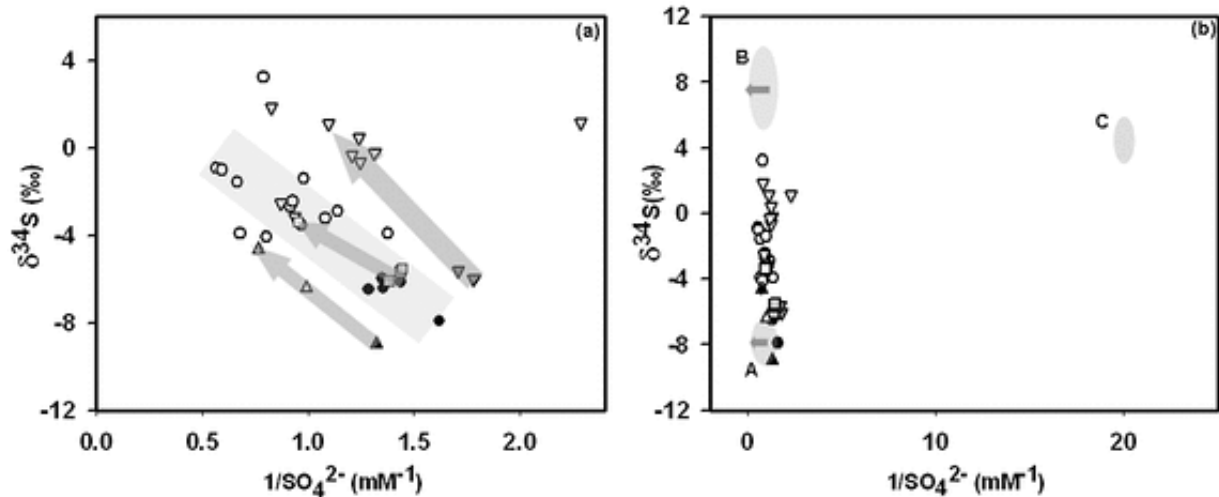 (a)
4
0
-4
-8
-12
0.0 0.5 1.0 1.5 2.0
δ³⁴S (‰)
1/SO₄²⁻ (mM⁻¹)
(b)
12
8
4
0
-4
-8
-12
0 10 20
δ³⁴S(‰)
1/SO₄²⁻ (mM⁻¹)
B
C
A